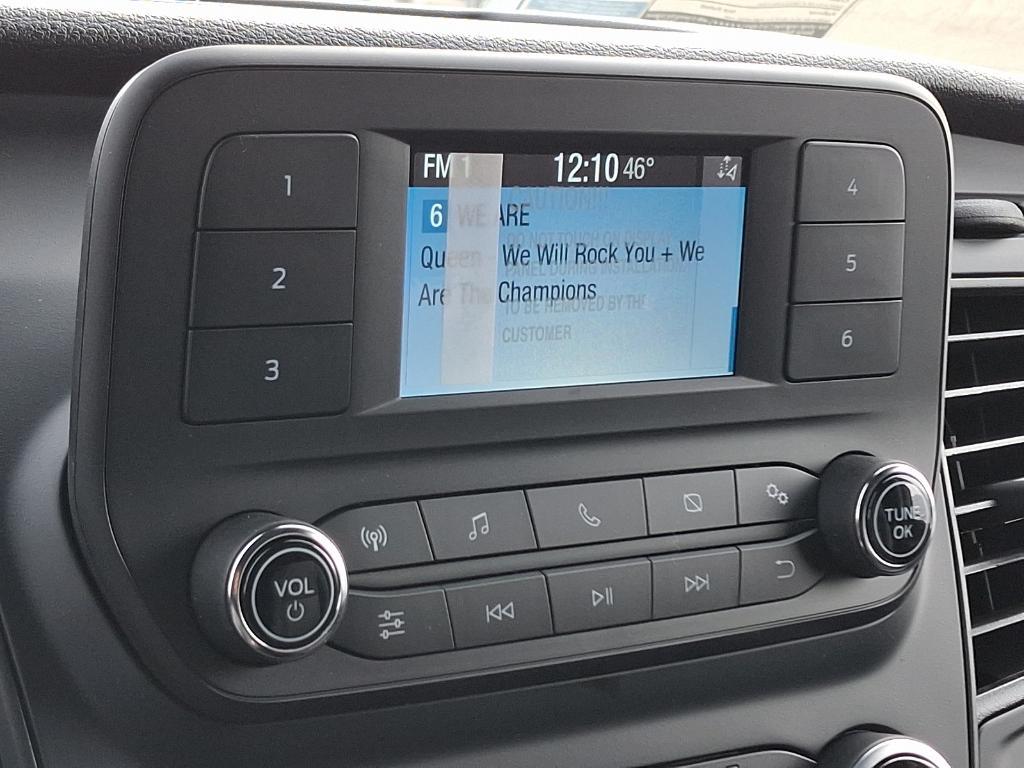 FM 1 12:10 46°
6 WE ARE
Queen - We Will Rock You + We
Are The Champions
CAUTION!!!
DO NOT TOUCH ON DISPLAY
PANEL DURING INSTALLATION.
TO BE REMOVED BY THE
CUSTOMER
1
2
3
4
5
6
VOL
TUNE
OK